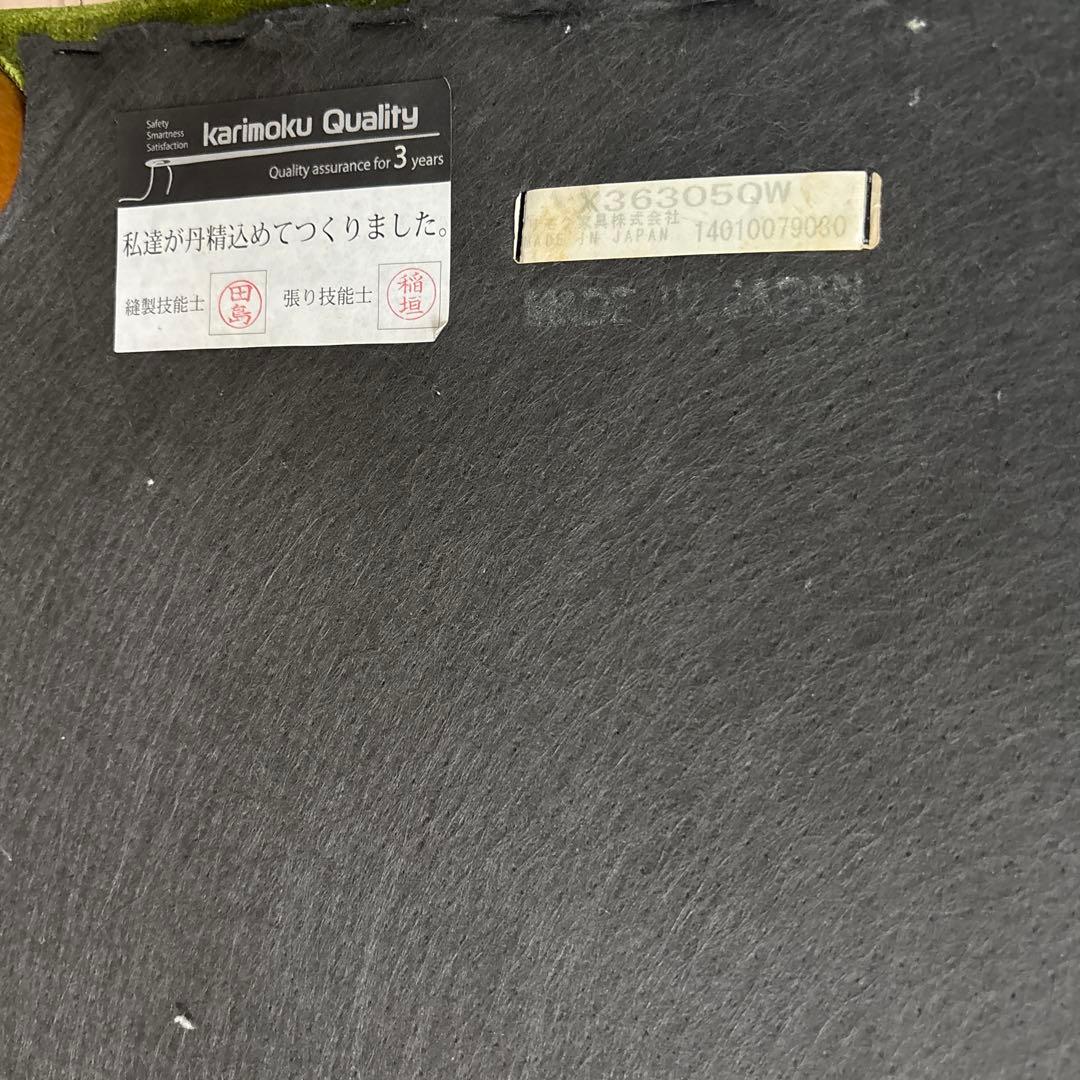 Safety
Smartness
Satisfaction
karimoku Quality
Quality assurance for 3 years
私達が丹精込めてつくりました。
縫製技能士 田島 張り技能士 稲垣
X36305QW
家具株式会社
MADE IN JAPAN 14010079030